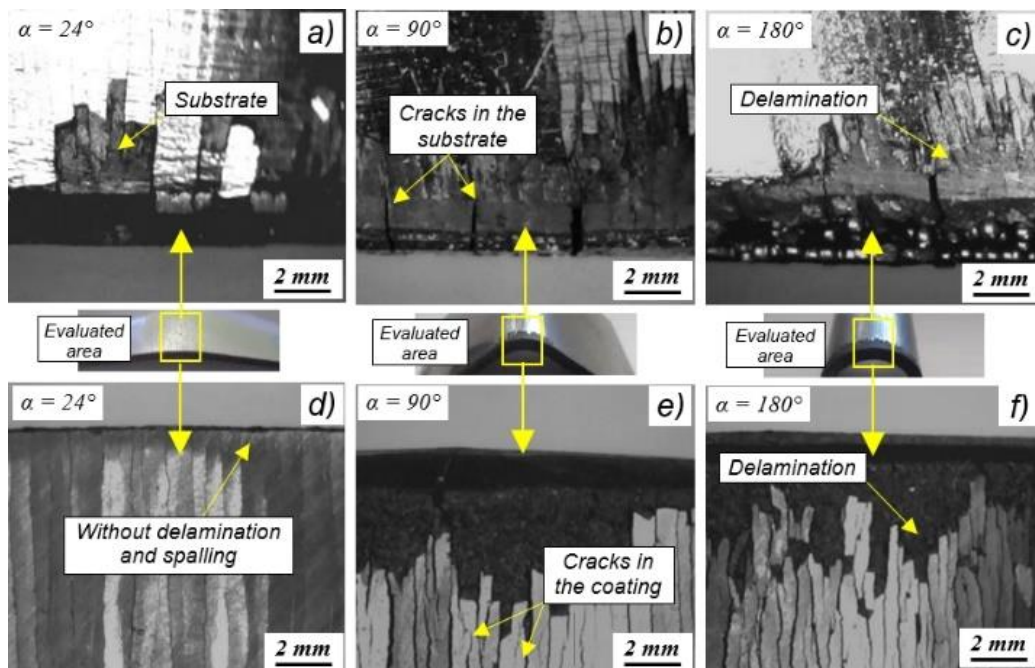 α = 24°
a)
Substrate
2 mm
α = 90°
b)
Cracks in the
substrate
2 mm
α = 180°
c)
Delamination
2 mm
Evaluated
area
Evaluated
area
Evaluated
area
α = 24°
d)
Without delamination
and spalling
2 mm
α = 90°
e)
Cracks in
the coating
2 mm
α = 180°
f)
Delamination
2 mm